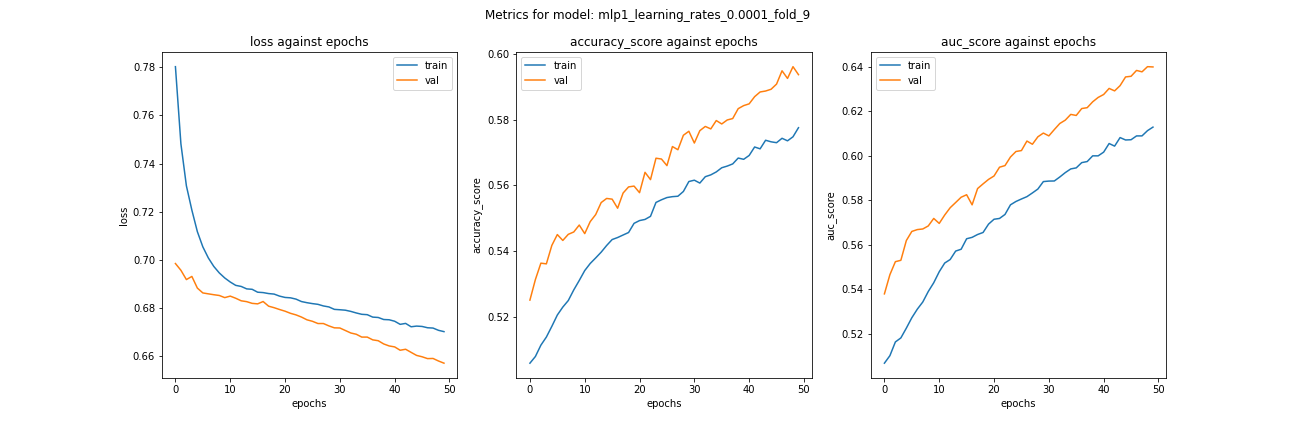 Metrics for model: mlp1_learning_rates_0.0001_fold_9
loss against epochs
train
val
0.78
0.76
0.74
0.72
0.70
0.68
0.66
loss
0 10 20 30 40 50
epochs
accuracy_score against epochs
train
val
0.60
0.58
0.56
0.54
0.52
accuracy_score
0 10 20 30 40 50
epochs
auc_score against epochs
train
val
0.64
0.62
0.60
0.58
0.56
0.54
0.52
auc_score
0 10 20 30 40 50
epochs